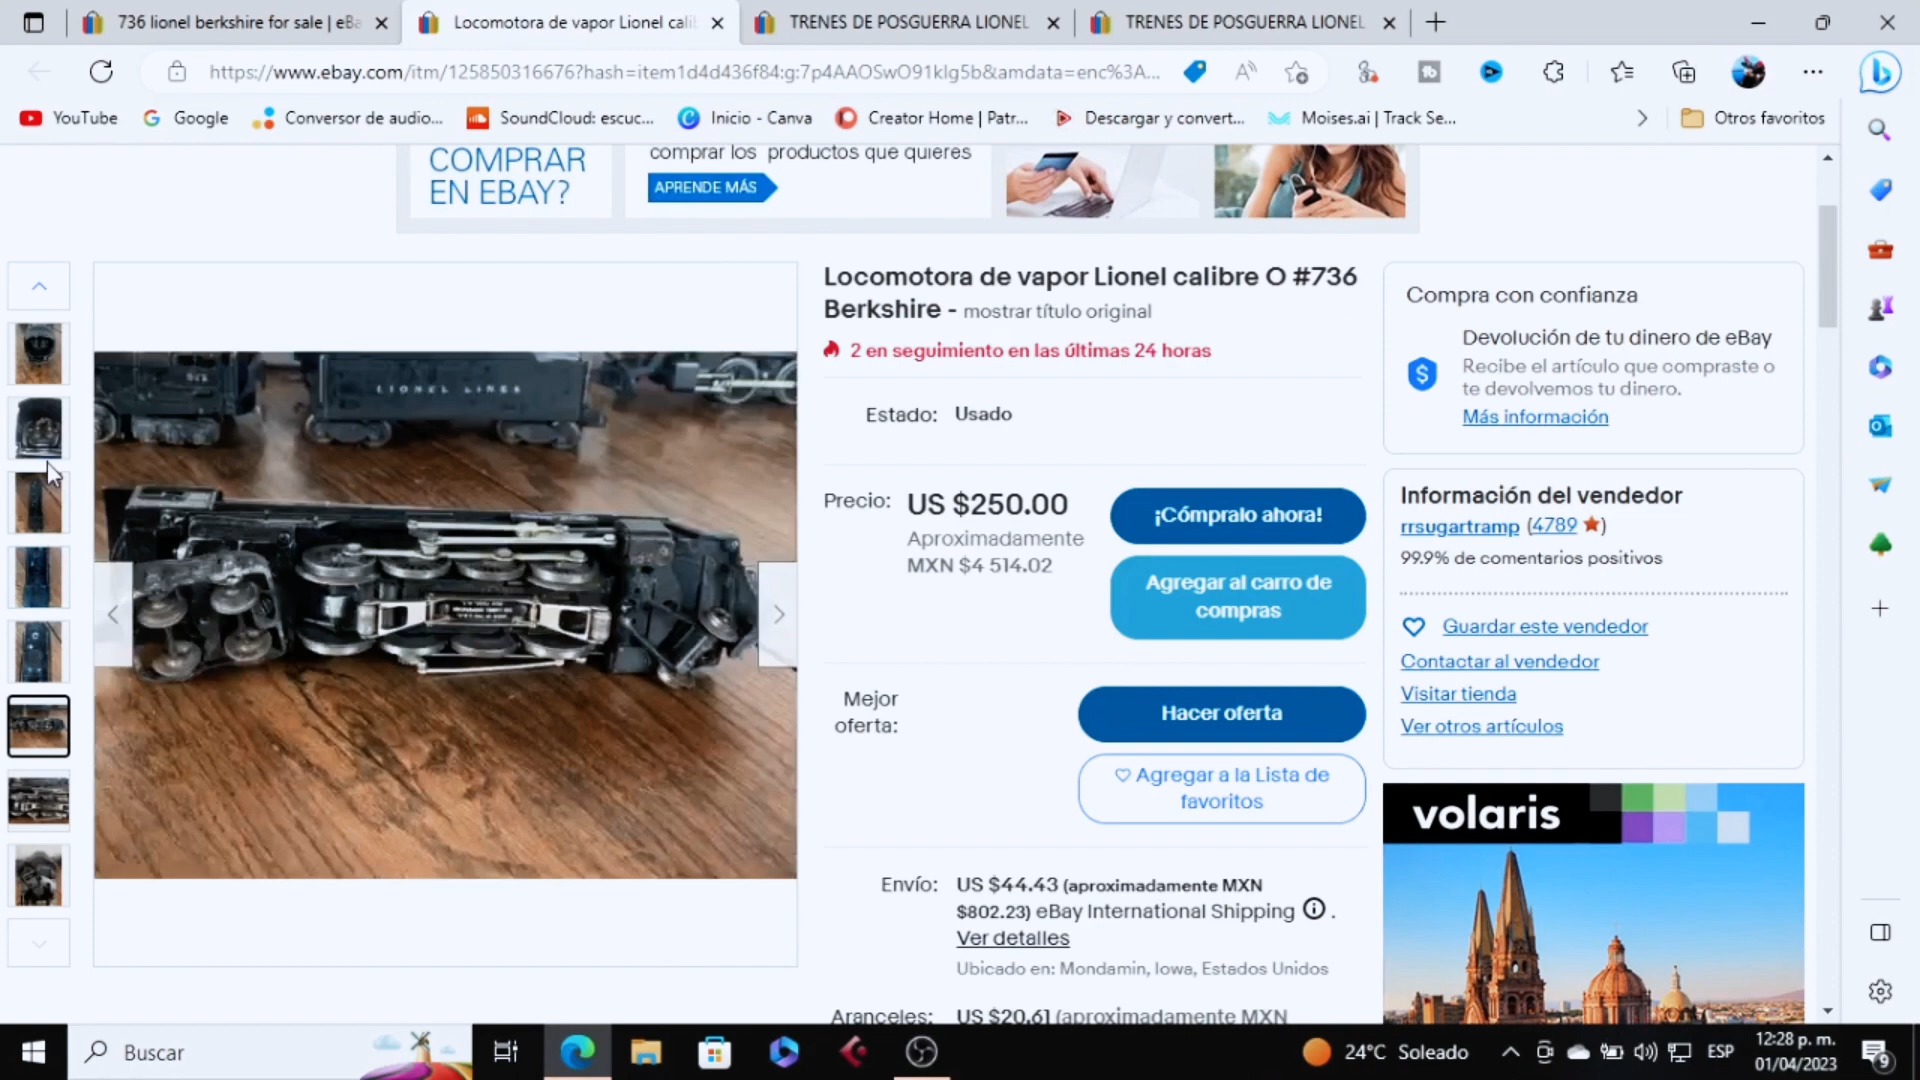 736 lionel berkshire for sale | eBa
Locomotora de vapor Lionel calib
TRENES DE POSGUERRA LIONEL
TRENES DE POSGUERRA LIONEL
https://www.ebay.com/itm/125850316676?hash=item1d4d436f84:g:7p4AAOSwO91klg5b&amdata=enc%3A...
YouTube
Google
Conversor de audio...
SoundCloud: escuc...
Inicio - Canva
Creator Home | Patr...
Descargar y convert...
Moises.ai | Track Se...
Otros favoritos
COMPRAR
EN EBAY?
comprar los productos que quieres
APRENDE MÁS
LIONEL LINES
Locomotora de vapor Lionel calibre O #736
Berkshire - mostrar título original
2 en seguimiento en las últimas 24 horas
Estado: Usado
Precio: US $250.00
Aproximadamente
MXN $4 514.02
¡Cómpralo ahora!
Agregar al carro de
compras
Mejor
oferta:
Hacer oferta
Agregar a la Lista de
favoritos
Envío: US $44.43 (aproximadamente MXN
$802.23) eBay International Shipping
.
Ver detalles
Ubicado en: Mondamin, Iowa, Estados Unidos
Aranceles: US $20.61 (aproximadamente MXN
Compra con confianza
Devolución de tu dinero de eBay
Recibe el artículo que compraste o
te devolvemos tu dinero.
Más información
Información del vendedor
rrsugartramp (4789)
99.9% de comentarios positivos
Guardar este vendedor
Contactar al vendedor
Visitar tienda
Ver otros artículos
volaris
Buscar
24°C Soleado
ESP
12:28 p. m.
01/04/2023
9